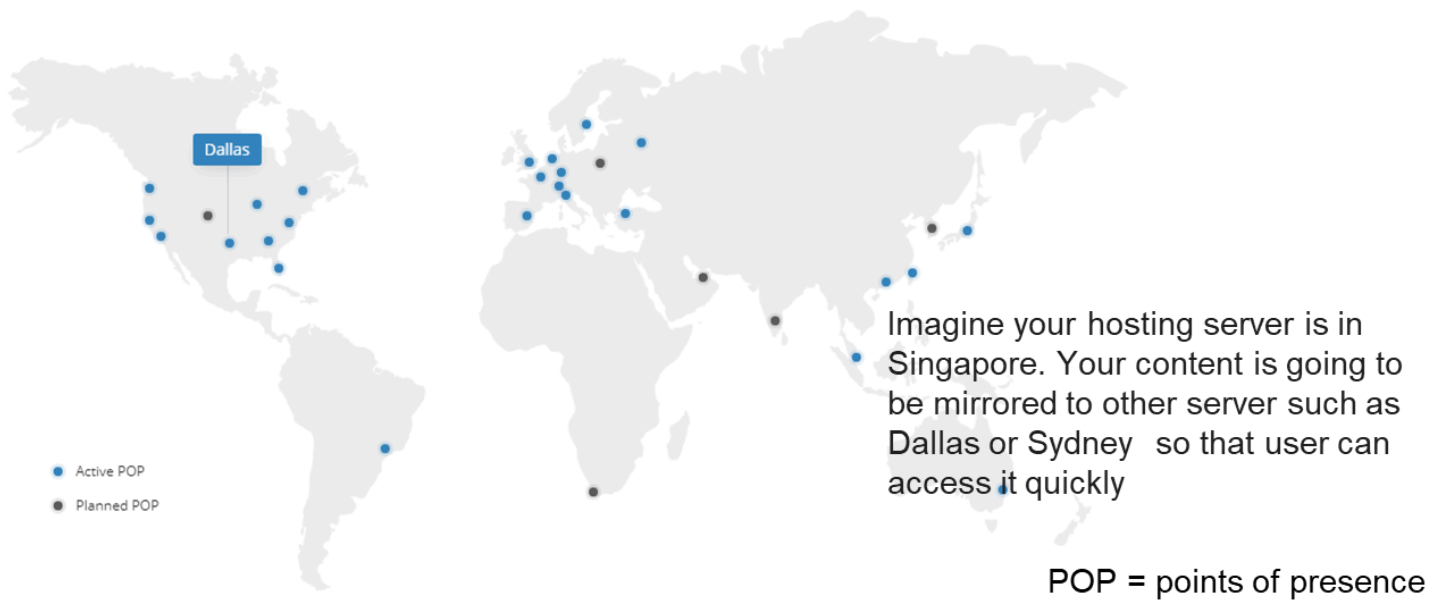 Dallas
Imagine your hosting server is in
Singapore. Your content is going to
be mirrored to other server such as
Dallas or Sydney  so that user can
access it quickly
Active POP
Planned POP
POP = points of presence